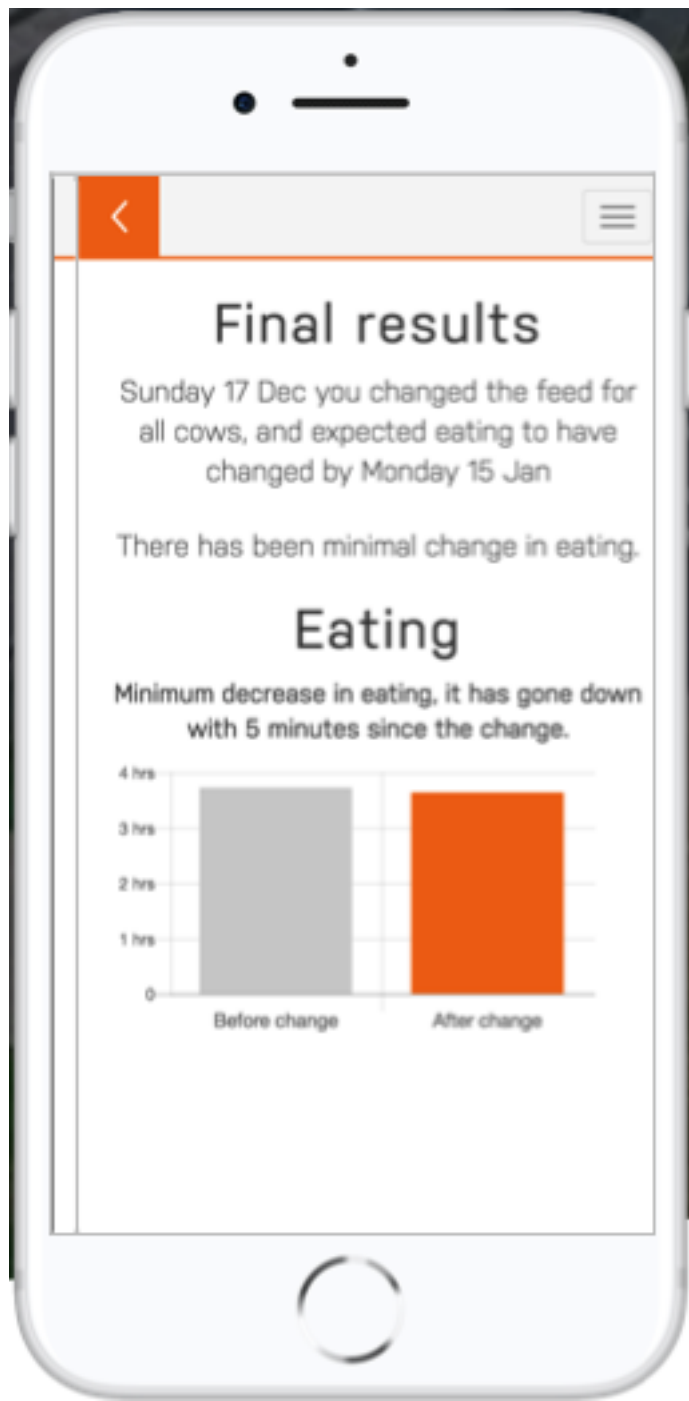 Final results
Sunday 17 Dec you changed the feed for
all cows, and expected eating to have
changed by Monday 15 Jan
There has been minimal change in eating.
Eating
Minimum decrease in eating, it has gone down
with 5 minutes since the change.
4 hrs
3 hrs
2 hrs
1 hrs
0
Before change
After change